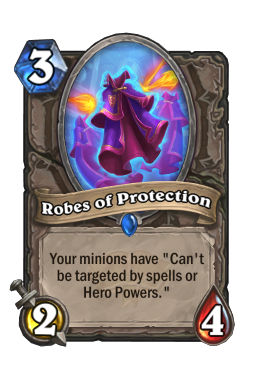 3
Robes of Protection
Your minions have "Can't
be targeted by spells or
Hero Powers."
2
4